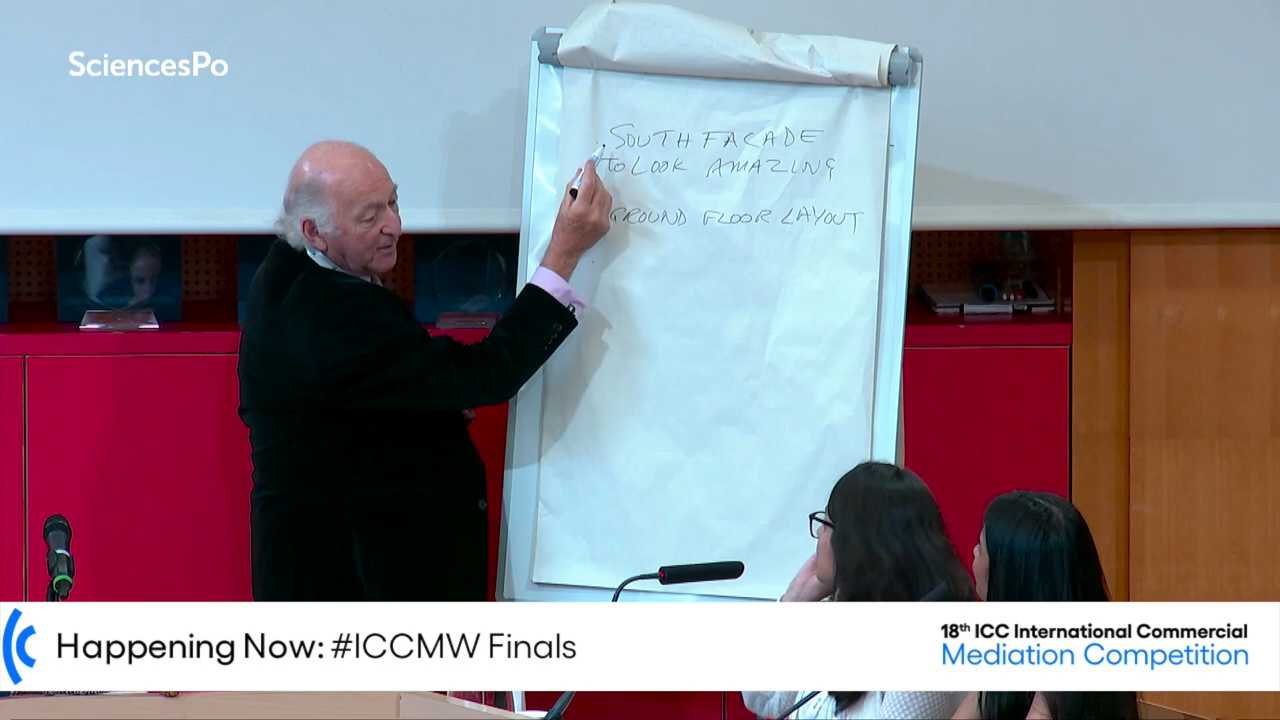 SciencesPo
SOUTH FACADE
TO LOOK AMAZING
GROUND FLOOR LAYOUT
Happening Now: #ICCMW Finals
18th ICC International Commercial
Mediation Competition